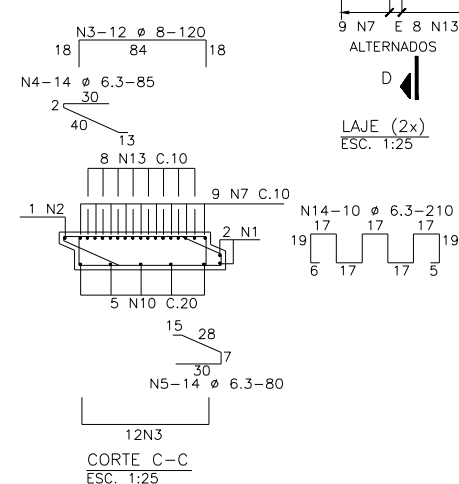 N3-12 ø 8-120
18 84 18
N4-14 ø 6.3-85
30
2
40
13
8 N13 C.10
9 N7 C.10
1 N2
2 N1
5 N10 C.20
15
28
7
30
N5-14 ø 6.3-80
12N3
CORTE C-C
ESC. 1:25
9 N7 E 8 N13
ALTERNADOS
D
LAJE (2x)
ESC. 1:25
N14-10 ø 6.3-210
17 17 17
19 19
6 17 17 5